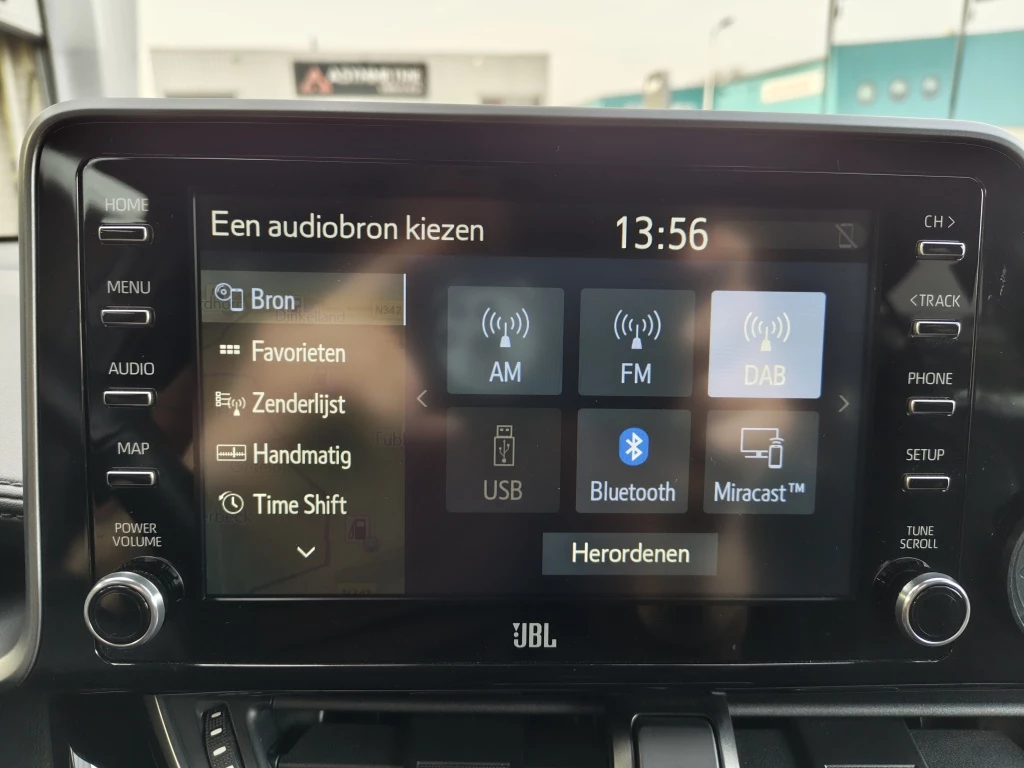 HOME
MENU
AUDIO
MAP
POWER
VOLUME
Een audiobron kiezen
13:56
Bron
N342
Favorieten
Zenderlijst
Handmatig
Time Shift
AM
FM
DAB
USB
Bluetooth
Miracast™
Herordenen
CH >
<TRACK
PHONE
SETUP
TUNE
SCROLL
JBL